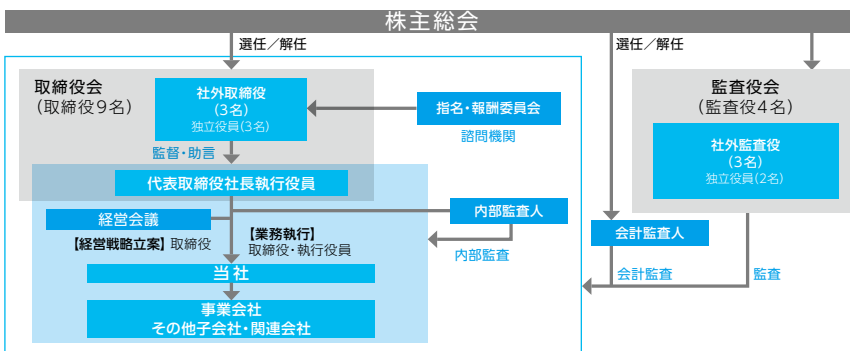 株主総会
選任／解任
選任／解任
取締役会
（取締役9名）
社外取締役
（3名）
独立役員（3名）
指名・報酬委員会
諮問機関
監査役会
（監査役4名）
社外監査役
（3名）
独立役員（2名）
監督・助言
代表取締役社長執行役員
経営会議
内部監査人
会計監査人
【経営戦略立案】取締役
【業務執行】
取締役・執行役員
内部監査
当社
会計監査
監査
事業会社
その他子会社・関連会社